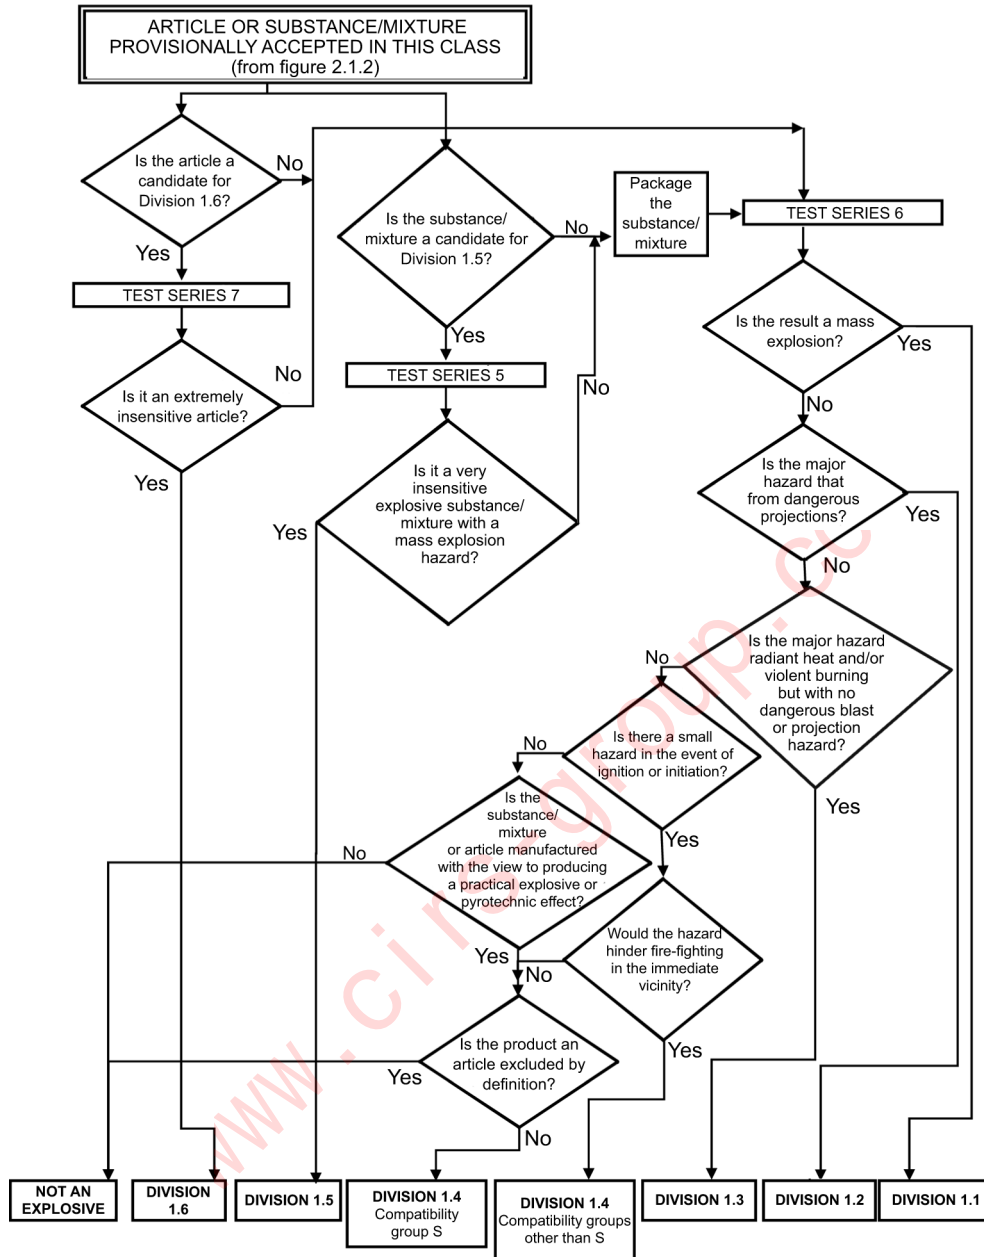 ARTICLE OR SUBSTANCE/MIXTURE
PROVISIONALLY ACCEPTED IN THIS CLASS
(from figure 2.1.2)
Is the article a
candidate for
Division 1.6?
No
Yes
TEST SERIES 7
Is it an extremely
insensitive article?
No
Yes
Is the substance/
mixture a candidate for
Division 1.5?
No
Yes
TEST SERIES 5
Is it a very
insensitive
explosive substance/
mixture with a
mass explosion
hazard?
No
Yes
Package
the
substance/
mixture
TEST SERIES 6
Is the result a mass
explosion?
Yes
No
Is the major
hazard that
from dangerous
projections?
Yes
No
Is the major hazard
radiant heat and/or
violent burning
but with no
dangerous blast
or projection
hazard?
No
Yes
Is there a small
hazard in the event of
ignition or initiation?
No
Yes
Is the
substance/
mixture
or article manufactured
with the view to producing
a practical explosive or
pyrotechnic effect?
No
Yes
Would the hazard
hinder fire-fighting
in the immediate
vicinity?
No
Yes
Is the product an
article excluded by
definition?
Yes
No
NOT AN
EXPLOSIVE
DIVISION
1.6
DIVISION 1.5
DIVISION 1.4
Compatibility
group S
DIVISION 1.4
Compatibility groups
other than S
DIVISION 1.3
DIVISION 1.2
DIVISION 1.1
www.cirs-group.co